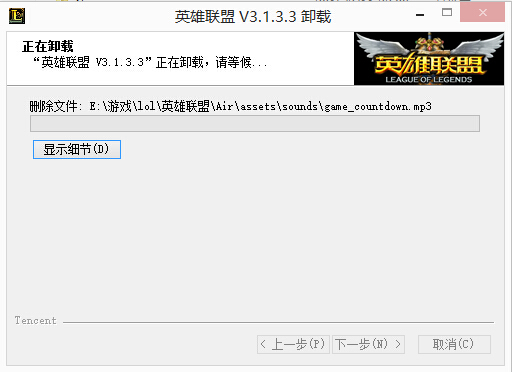 英雄联盟 V3.1.3.3 卸载
正在卸载
“英雄联盟 V3.1.3.3”正在卸载，请等候...
英雄联盟
LEAGUE OF LEGENDS
删除文件: E:\游戏\lol\英雄联盟\Air\assets\sounds\game_countdown.mp3
显示细节(D)
Tencent
< 上一步(P)
下一步(N) >
取消(C)